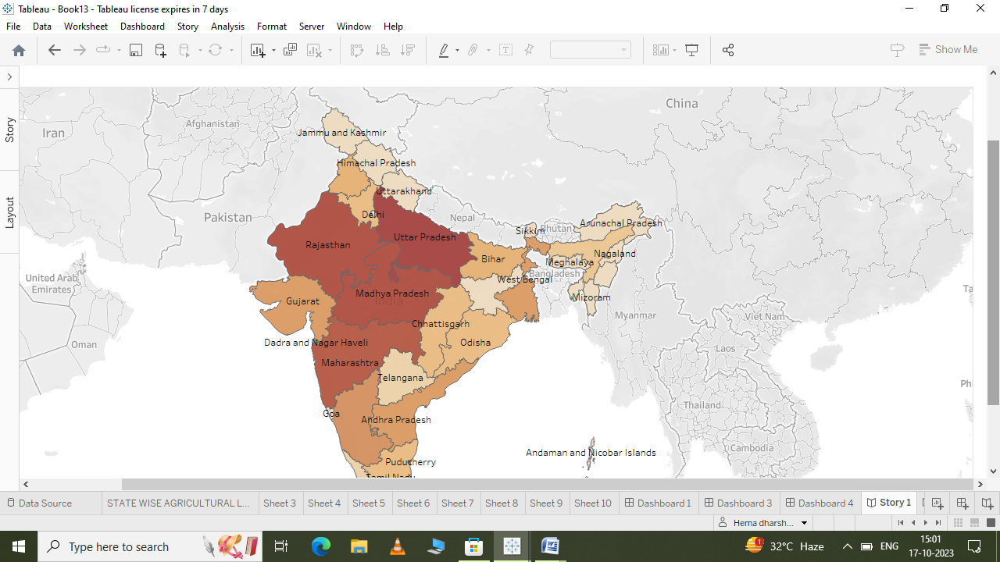 Tableau - Book13 - Tableau license expires in 7 days
File Data Worksheet Dashboard Story Analysis Format Server Window Help
Show Me
Story
Layout
China
Afghanistan
Iran
Jammu and Kashmir
Himachal Pradesh
Uttarakhand
Pakistan
Delhi
Nepal
Arunachal Pradesh
Sikkim
Bhutan
Uttar Pradesh
Rajasthan
Nagaland
Bihar
Meghalaya
Bangladesh
West Bengal
United Arab
Emirates
Madhya Pradesh
India
Gujarat
Mizoram
Myanmar
Viet Nam
Chhattisgarh
Dadra and Nagar Haveli
Odisha
Oman
Laos
Maharashtra
Telangana
Thailand
Goa
Andhra Pradesh
Cambodia
Andaman and Nicobar Islands
Puducherry
Tamil Nadu
Data Source STATE WISE AGRICULTURAL L... Sheet 3 Sheet 4 Sheet 5 Sheet 6 Sheet 7 Sheet 8 Sheet 9 Sheet 10 Dashboard 1 Dashboard 3 Dashboard 4 Story 1
Hema dharsh...
Type here to search
1
32°C Haze
ENG
15:01
17-10-2023